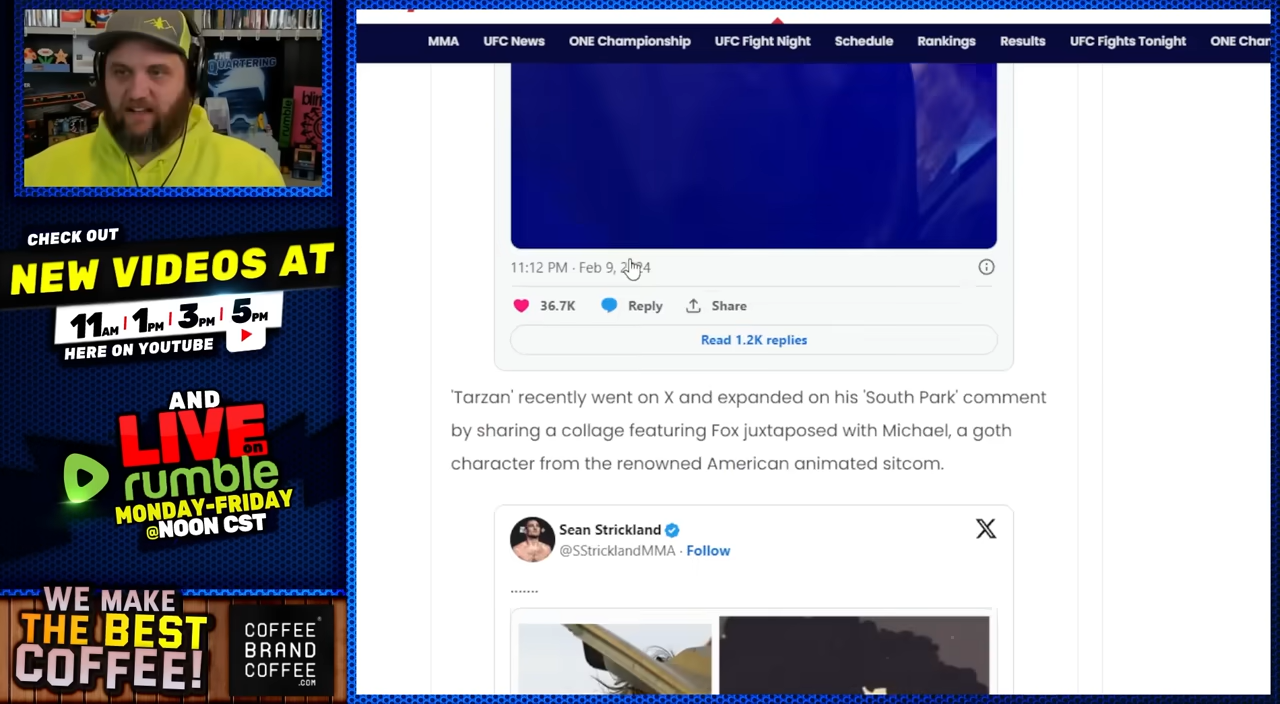 THE
QUARTERING
rumble
CHECK OUT
NEW VIDEOS AT
11AM | 1PM | 3PM | 5PM
HERE ON YOUTUBE
AND
LIVE on
rumble
MONDAY-FRIDAY
@NOON CST
WE MAKE
THE BEST
COFFEE!
COFFEE
BRAND
COFFEE
.COM
MMA UFC News ONE Championship UFC Fight Night Schedule Rankings Results UFC Fights Tonight ONE
11:12 PM · Feb 9,
36.7K Reply Share
Read 1.2K replies
'Tarzan' recently went on X and expanded on his 'South Park' comment
by sharing a collage featuring Fox juxtaposed with Michael, a goth
character from the renowned American animated sitcom.
Sean Strickland
@SStricklandMMA · Follow
.......